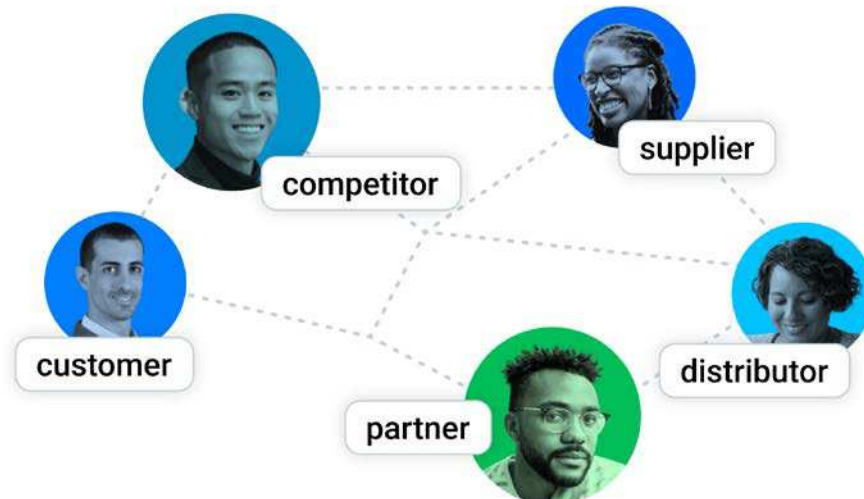 supplier
competitor
customer
distributor
partner